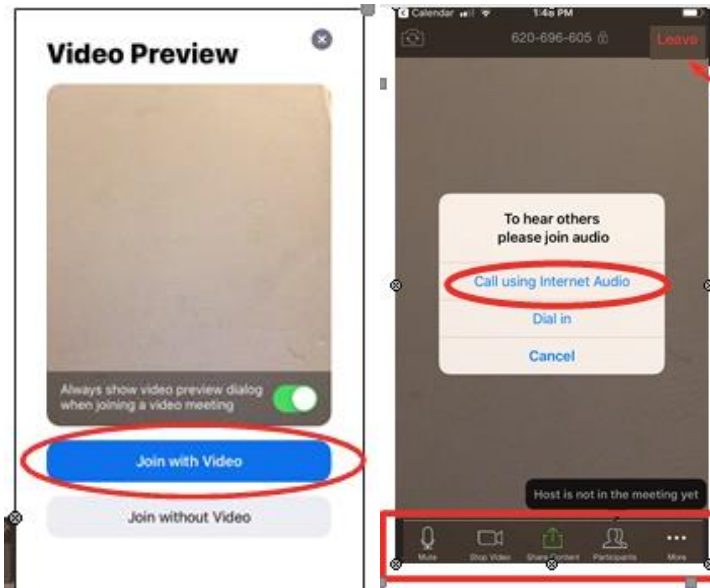 Video Preview
Always show video preview dialog
when joining a video meeting
Join with Video
Join without Video
Calendar 1:48 PM
620-696-605
Leave
To hear others
please join audio
Call using Internet Audio
Dial in
Cancel
Host is not in the meeting yet
Mute Stop Video Share Content Participants More